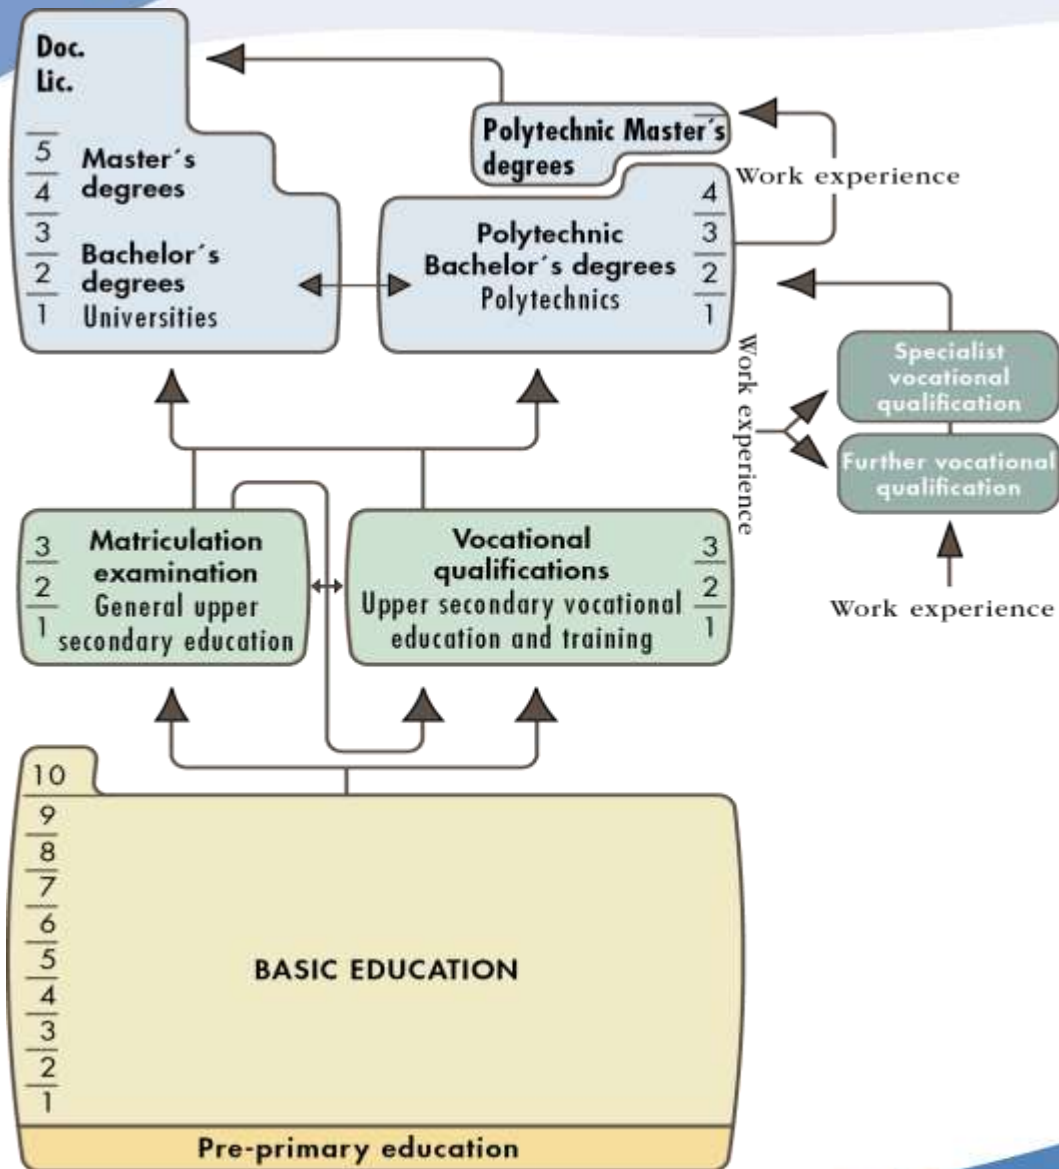 Doc.
Lic.
5
4
3
2
1
Master´s
degrees
Bachelor´s
degrees
Universities
Polytechnic Master´s
degrees
Work experience
Polytechnic
Bachelor´s degrees
Polytechnics
4
3
2
1
Work experience
Specialist
vocational
qualification
Further vocational
qualification
Work experience
3
2
1
Matriculation
examination
General upper
secondary education
Vocational
qualifications
Upper secondary vocational
education and training
3
2
1
10
9
8
7
6
5
4
3
2
1
BASIC EDUCATION
Pre-primary education